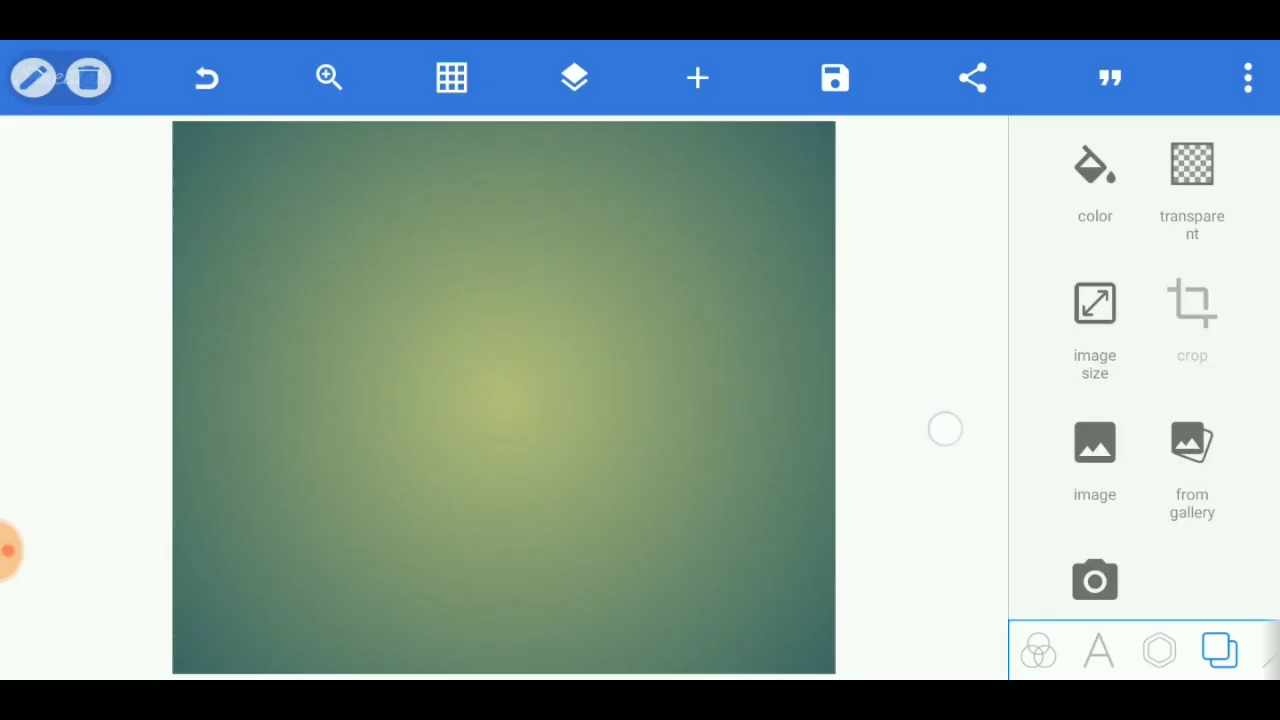 color
transpare
nt
image
size
crop
image
from
gallery